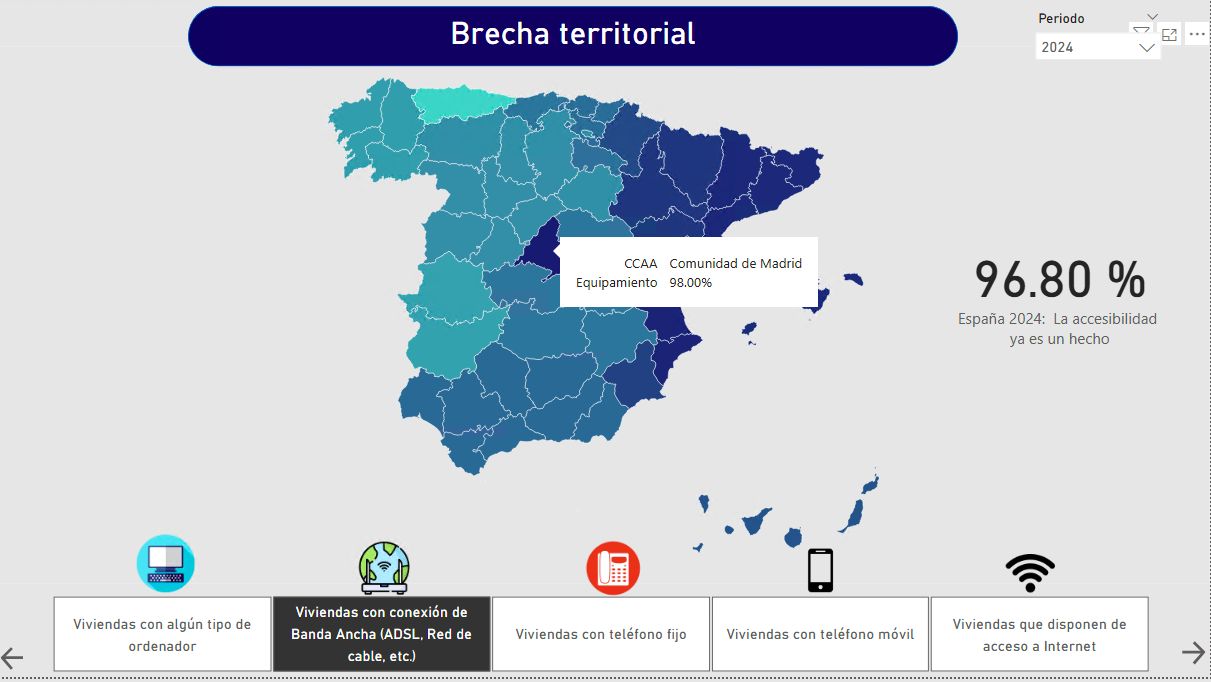 Brecha territorial
Periodo
2024
CCAA Comunidad de Madrid
Equipamiento 98.00%
96.80 %
España 2024: La accesibilidad
ya es un hecho
Viviendas con algún tipo de
ordenador
Viviendas con conexión de
Banda Ancha (ADSL, Red de
cable, etc.)
Viviendas con teléfono fijo
Viviendas con teléfono móvil
Viviendas que disponen de
acceso a Internet